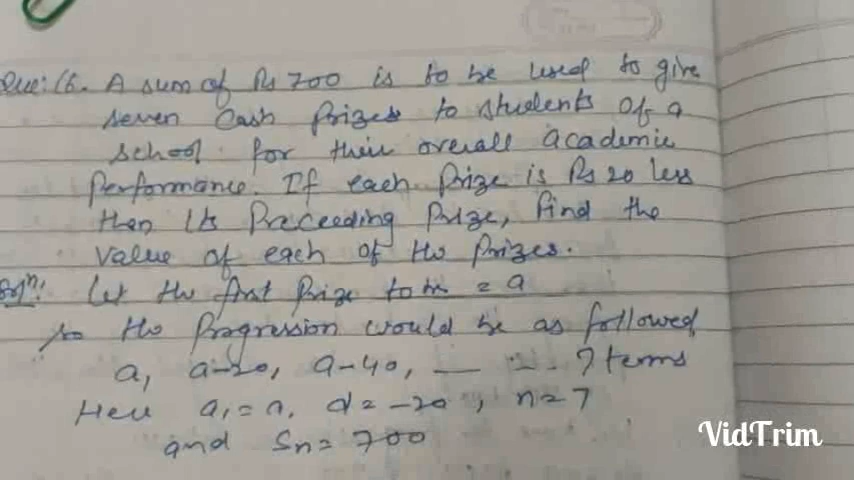 Que: 16. A sum of Rs 700 is to be used to give
seven Cash Prizes to students of a
school for their overall academic
Performance. If each Prize is Rs 20 less
then its Preceeding Prize, find the
value of each of the Prizes.
Solⁿ: Let the first Prize to be = a
so the Progression would be as followed
a, a-20, a-40, — - - 7 terms
Here a₁ = a, d = -20, n = 7
and Sn = 700
VidTrim